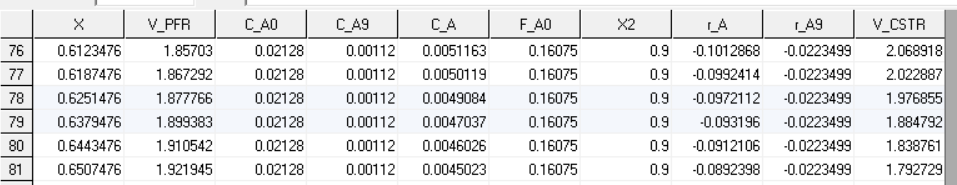 X V_PFR C_A0 C_A9 C_A F_A0 X2 r_A r_A9 V_CSTR
76 0.6123476 1.85703 0.02128 0.00112 0.0051163 0.16075 0.9 -0.1012868 -0.0223499 2.068918
77 0.6187476 1.867292 0.02128 0.00112 0.0050119 0.16075 0.9 -0.0992414 -0.0223499 2.022887
78 0.6251476 1.877766 0.02128 0.00112 0.0049084 0.16075 0.9 -0.0972112 -0.0223499 1.976855
79 0.6379476 1.899383 0.02128 0.00112 0.0047037 0.16075 0.9 -0.093196 -0.0223499 1.884792
80 0.6443476 1.910542 0.02128 0.00112 0.0046026 0.16075 0.9 -0.0912106 -0.0223499 1.838761
81 0.6507476 1.921945 0.02128 0.00112 0.0045023 0.16075 0.9 -0.0892398 -0.0223499 1.792729